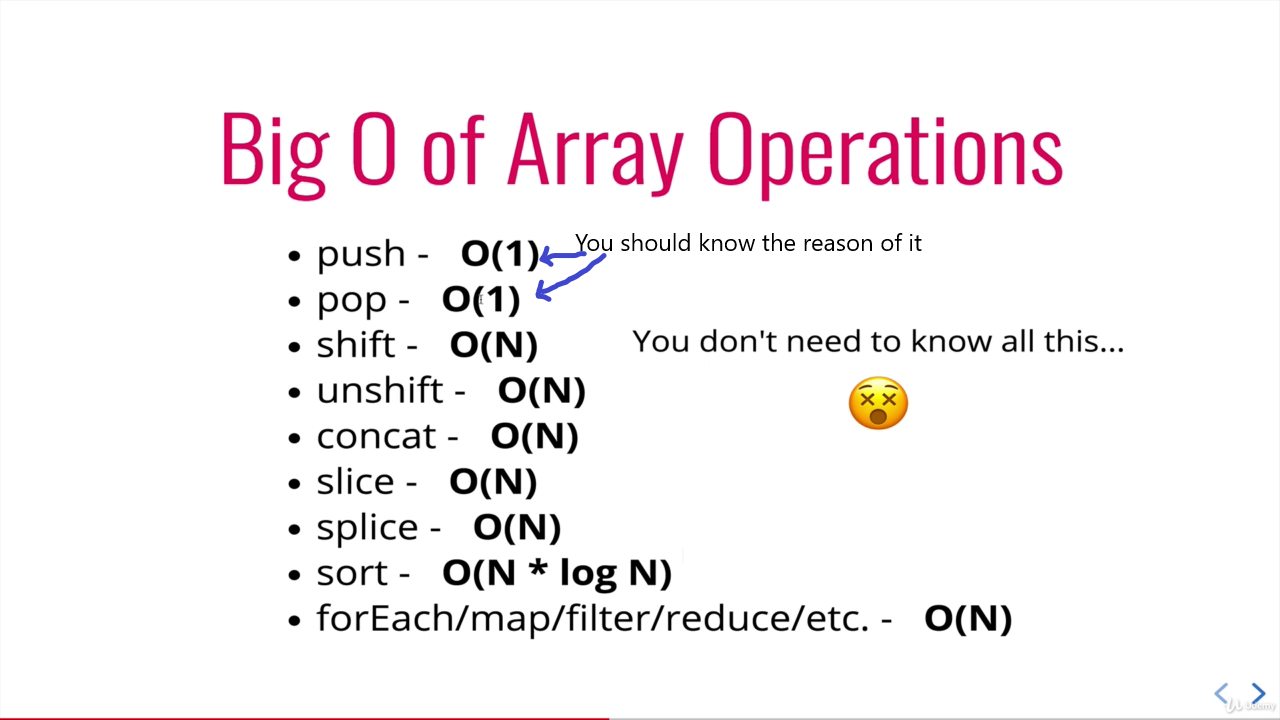 Big O of Array Operations
• push - O(1)
You should know the reason of it
• pop - O(1)
• shift - O(N)
You don't need to know all this...
• unshift - O(N)
• concat - O(N)
• slice - O(N)
• splice - O(N)
• sort - O(N * log N)
• forEach/map/filter/reduce/etc. - O(N)
Udemy